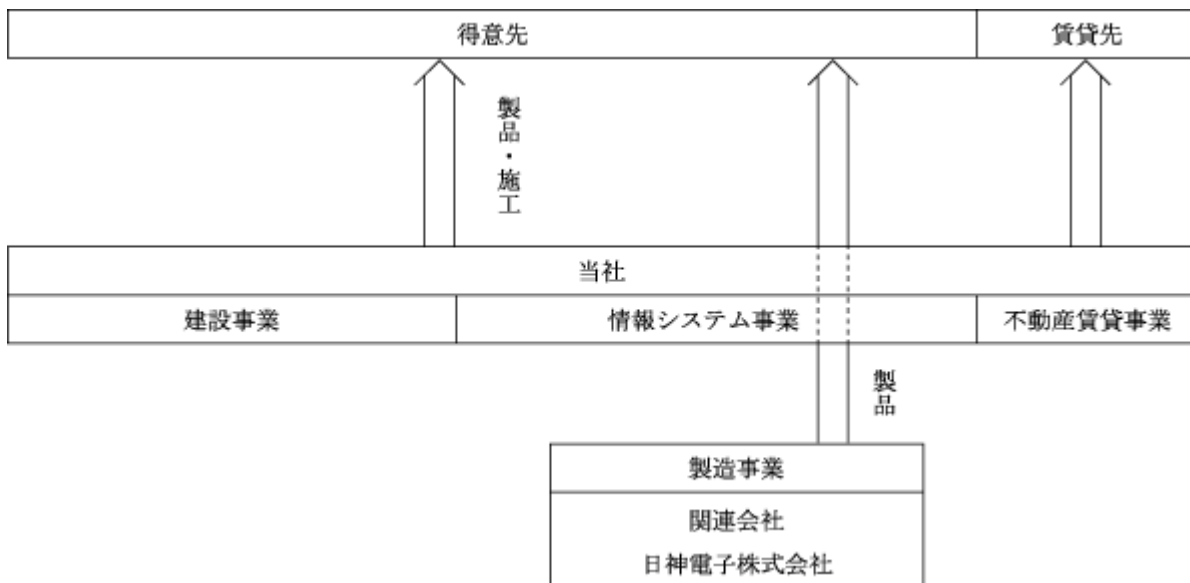 得意先
賃貸先
製品・施工
当社
建設事業
情報システム事業
不動産賃貸事業
製品
製造事業
関連会社
日神電子株式会社